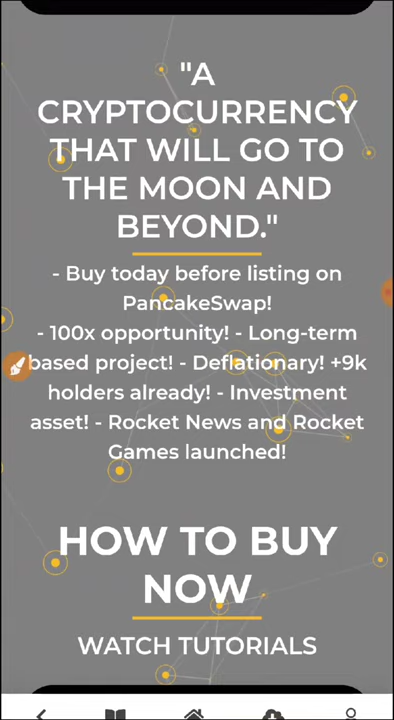 "A
CRYPTOCURRENCY
THAT WILL GO TO
THE MOON AND
BEYOND."
- Buy today before listing on
PancakeSwap!
- 100x opportunity! - Long-term
based project! - Deflationary! +9k
holders already! - Investment
asset! - Rocket News and Rocket
Games launched!
HOW TO BUY
NOW
WATCH TUTORIALS